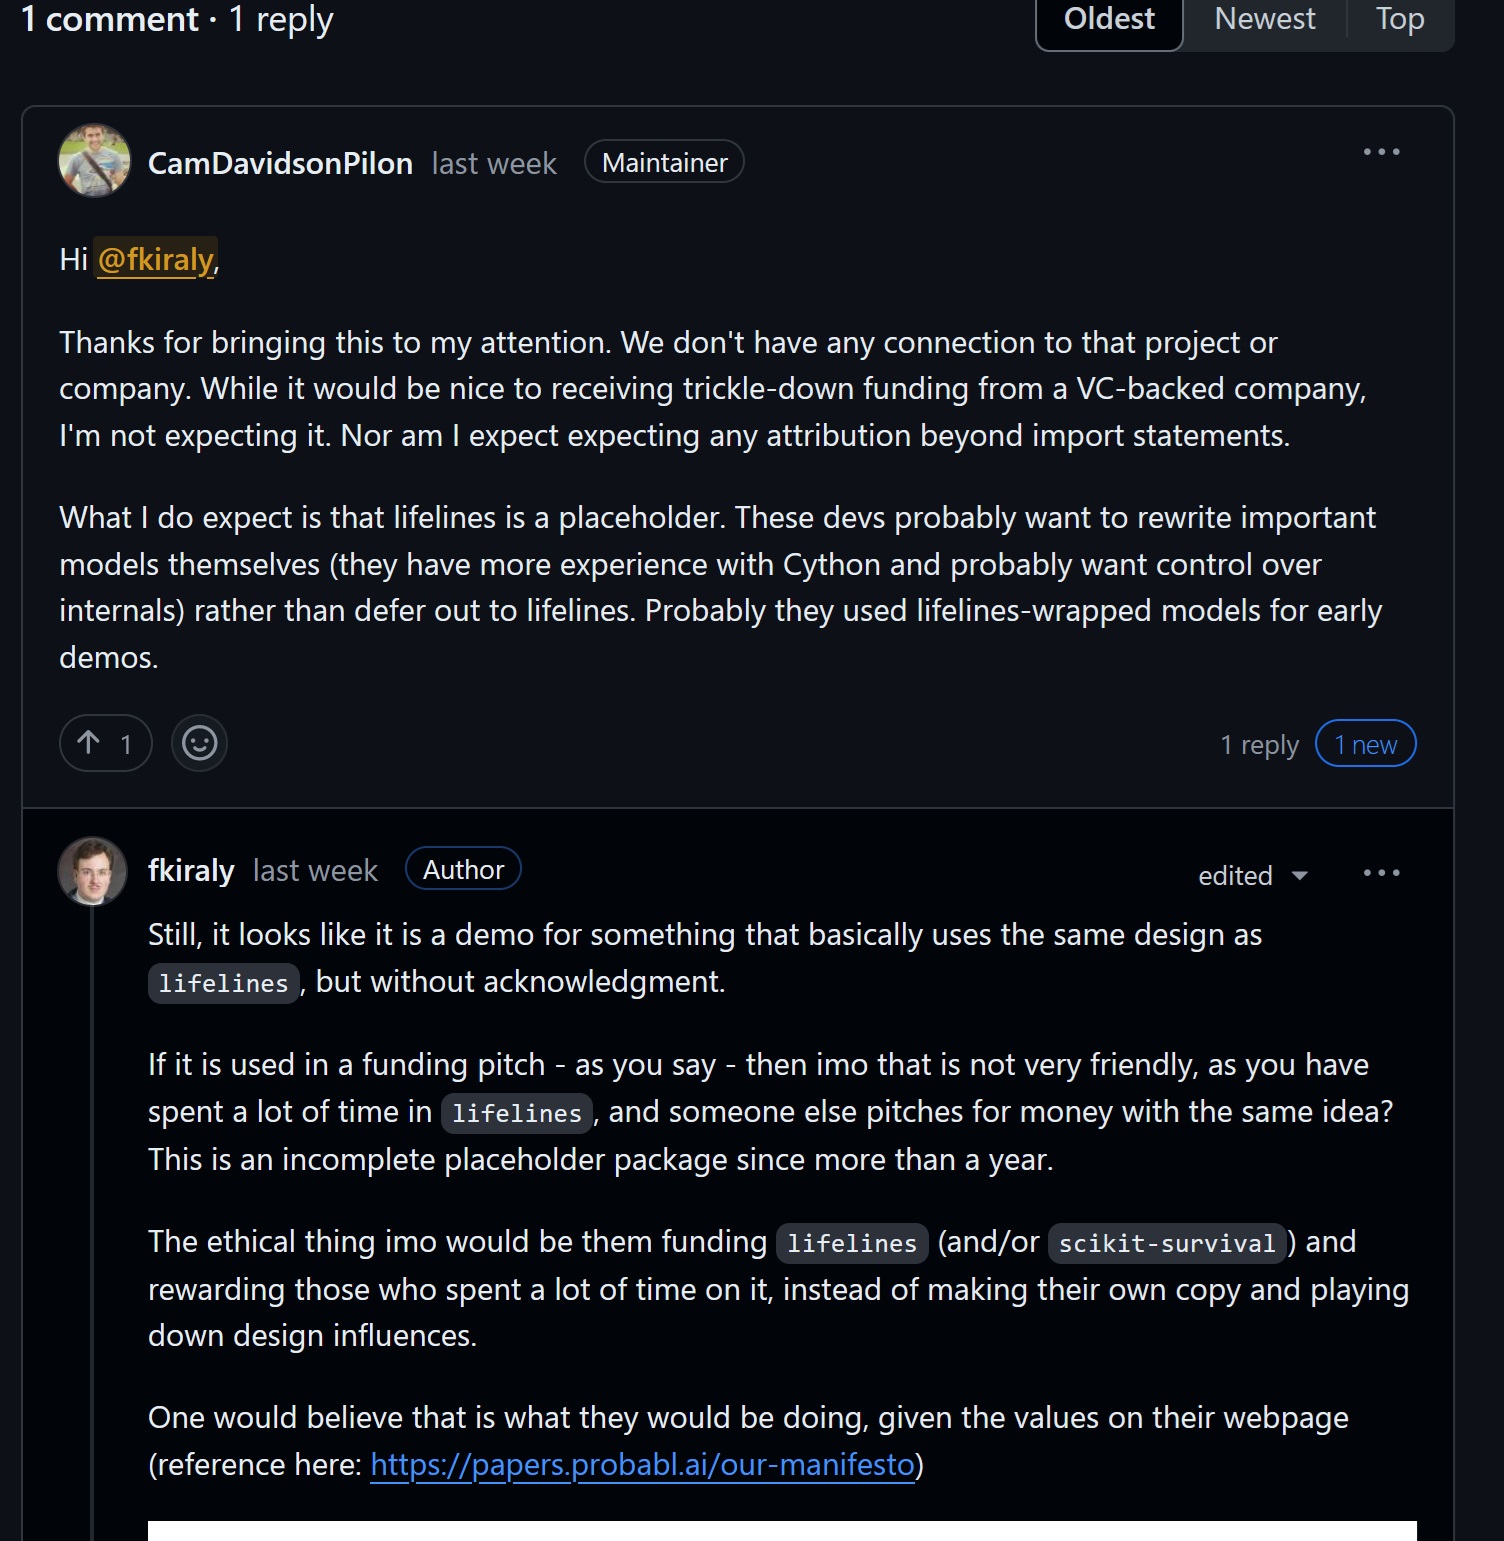 1 comment · 1 reply
Oldest Newest Top
CamDavidsonPilon last week Maintainer
Hi @fkiraly,
Thanks for bringing this to my attention. We don't have any connection to that project or
company. While it would be nice to receiving trickle-down funding from a VC-backed company,
I'm not expecting it. Nor am I expect expecting any attribution beyond import statements.
What I do expect is that lifelines is a placeholder. These devs probably want to rewrite important
models themselves (they have more experience with Cython and probably want control over
internals) rather than defer out to lifelines. Probably they used lifelines-wrapped models for early
demos.
1
1 reply 1 new
fkiraly last week Author edited
Still, it looks like it is a demo for something that basically uses the same design as
lifelines, but without acknowledgment.
If it is used in a funding pitch - as you say - then imo that is not very friendly, as you have
spent a lot of time in lifelines, and someone else pitches for money with the same idea?
This is an incomplete placeholder package since more than a year.
The ethical thing imo would be them funding lifelines (and/or scikit-survival) and
rewarding those who spent a lot of time on it, instead of making their own copy and playing
down design influences.
One would believe that is what they would be doing, given the values on their webpage
(reference here: https://papers.probabl.ai/our-manifesto)